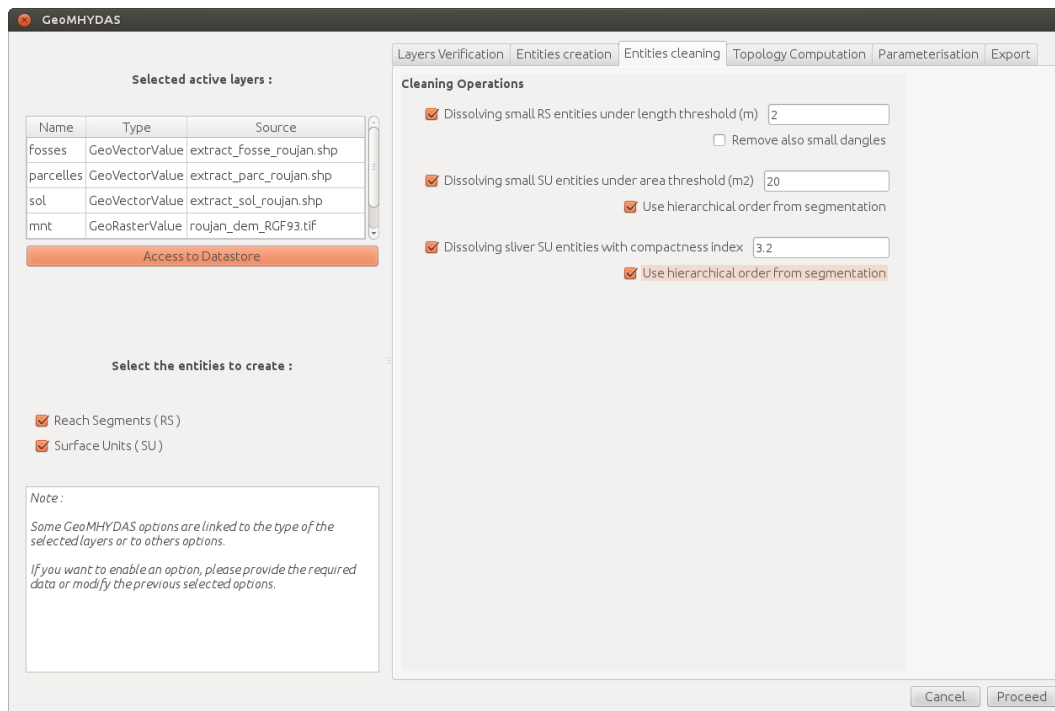 GeoMHYDAS
Selected active layers :
Name Type Source
fosses GeoVectorValue extract_fosse_roujan.shp
parcelles GeoVectorValue extract_parc_roujan.shp
sol GeoVectorValue extract_sol_roujan.shp
mnt GeoRasterValue roujan_dem_RGF93.tif
Access to Datastore
Select the entities to create :
Reach Segments ( RS )
Surface Units ( SU )
Note :
Some GeoMHYDAS options are linked to the type of the
selected layers or to others options.
If you want to enable an option, please provide the required
data or modify the previous selected options.
Layers Verification Entities creation Entities cleaning Topology Computation Parameterisation Export
Cleaning Operations
Dissolving small RS entities under length threshold (m) 2
Remove also small dangles
Dissolving small SU entities under area threshold (m2) 20
Use hierarchical order from segmentation
Dissolving sliver SU entities with compactness index 3.2
Use hierarchical order from segmentation
Cancel Proceed